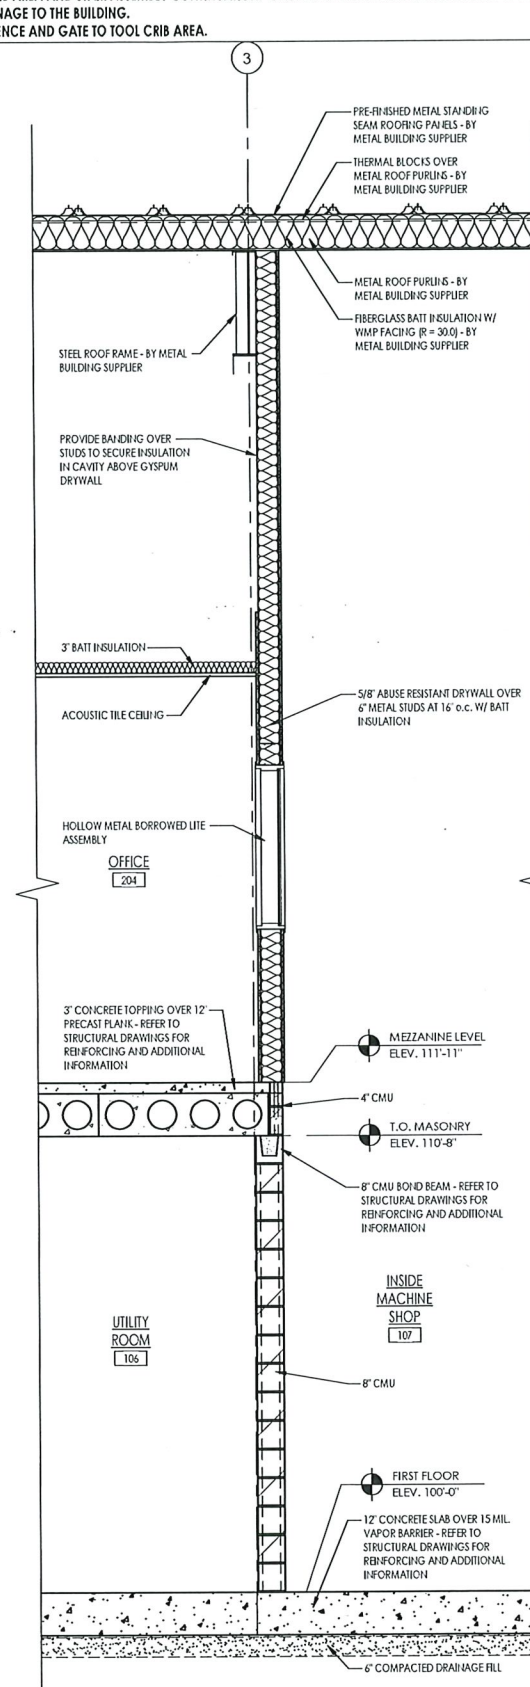 NAGE TO THE BUILDING.
ENCE AND GATE TO TOOL CRIB AREA.
3
PRE-FINISHED METAL STANDING
SEAM ROOFING PANELS - BY
METAL BUILDING SUPPLIER
THERMAL BLOCKS OVER
METAL ROOF PURLINS - BY
METAL BUILDING SUPPLIER
METAL ROOF PURLINS - BY
METAL BUILDING SUPPLIER
FIBERGLASS BATT INSULATION W/
WMP FACING (R = 30.0) - BY
METAL BUILDING SUPPLIER
STEEL ROOF RAME - BY METAL
BUILDING SUPPLIER
PROVIDE BANDING OVER
STUDS TO SECURE INSULATION
IN CAVITY ABOVE GYSPUM
DRYWALL
3" BATT INSULATION
ACOUSTIC TILE CEILING
5/8" ABUSE RESISTANT DRYWALL OVER
6" METAL STUDS AT 16" o.c. W/ BATT
INSULATION
HOLLOW METAL BORROWED LITE
ASSEMBLY
OFFICE
204
3" CONCRETE TOPPING OVER 12"
PRECAST PLANK - REFER TO
STRUCTURAL DRAWINGS FOR
REINFORCING AND ADDITIONAL
INFORMATION
MEZZANINE LEVEL
ELEV. 111'-11"
4" CMU
T.O. MASONRY
ELEV. 110'-8"
8" CMU BOND BEAM - REFER TO
STRUCTURAL DRAWINGS FOR
REINFORCING AND ADDITIONAL
INFORMATION
INSIDE
MACHINE
SHOP
107
UTILITY
ROOM
106
8" CMU
FIRST FLOOR
ELEV. 100'-0"
12" CONCRETE SLAB OVER 15 MIL.
VAPOR BARRIER - REFER TO
STRUCTURAL DRAWINGS FOR
REINFORCING AND ADDITIONAL
INFORMATION
6" COMPACTED DRAINAGE FILL